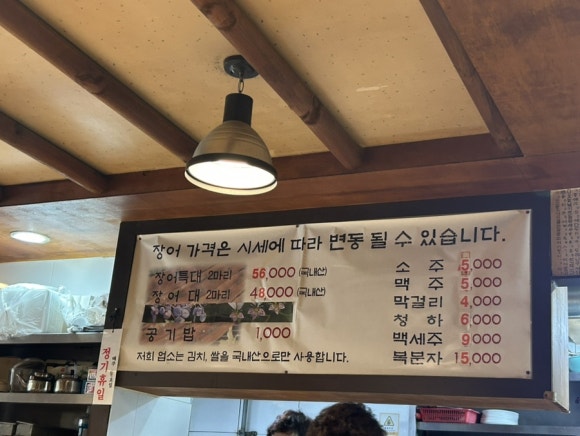 장어 가격은 시세에 따라 변동 될 수 있습니다.
장어특대 2마리 56,000 (국내산)
장어 대 2마리 48,000 (국내산)
공기밥 1,000
저희 업소는 김치, 쌀을 국내산으로만 사용합니다.
소주 5,000
맥주 5,000
막걸리 4,000
청하 6,000
백세주 9,000
복분자 15,000
정기휴일